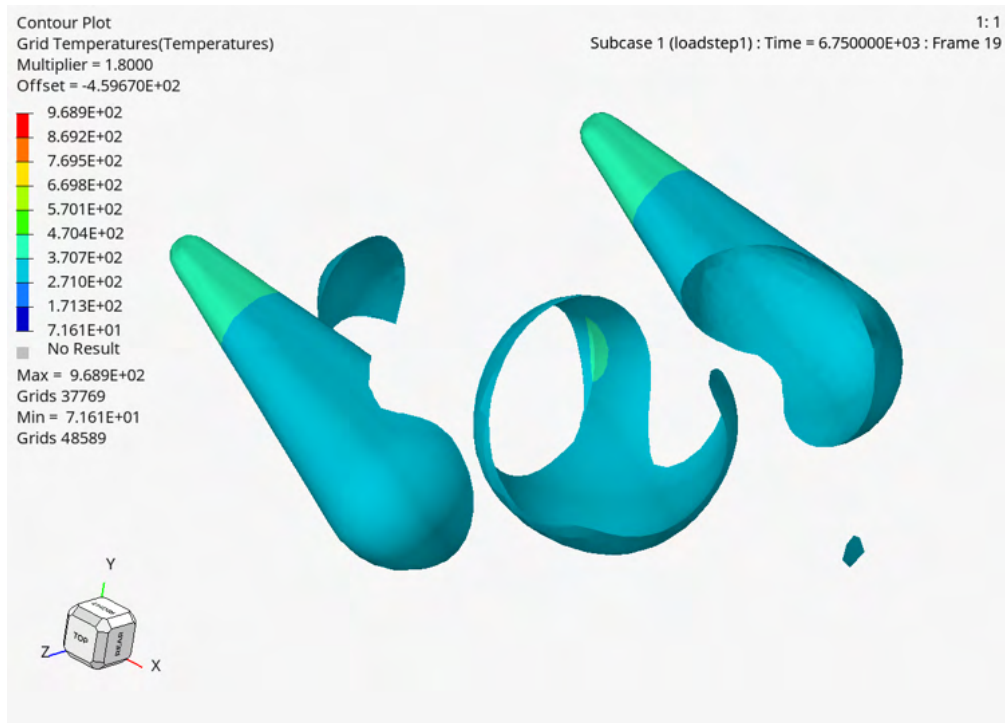 Contour Plot
Grid Temperatures(Temperatures)
Multiplier = 1.8000
Offset = -4.59670E+02
1: 1
Subcase 1 (loadstep1) : Time = 6.750000E+03 : Frame 19
9.689E+02
8.692E+02
7.695E+02
6.698E+02
5.701E+02
4.704E+02
3.707E+02
2.710E+02
1.713E+02
7.161E+01
No Result
Max = 9.689E+02
Grids 37769
Min = 7.161E+01
Grids 48589
Y
TOP
REAR
Z
X